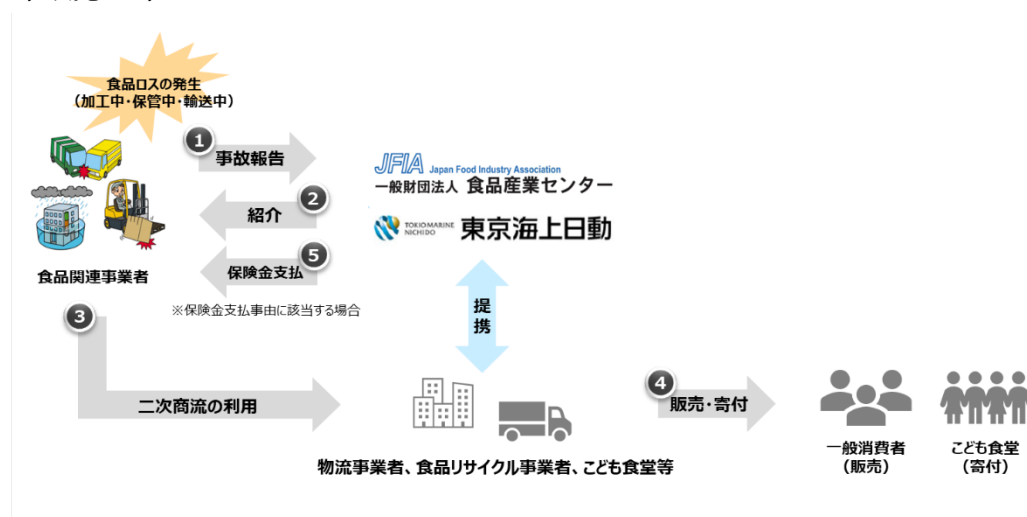 食品ロスの発生
（加工中・保管中・輸送中）
1
事故報告
JFIA Japan Food Industry Association
一般財団法人 食品産業センター
2
紹介
TOKIO MARINE
NICHIDO
東京海上日動
5
保険金支払
食品関連事業者
※保険金支払事由に該当する場合
提
携
3
二次商流の利用
4
販売・寄付
物流事業者、食品リサイクル事業者、こども食堂等
一般消費者
（販売）
こども食堂
（寄付）